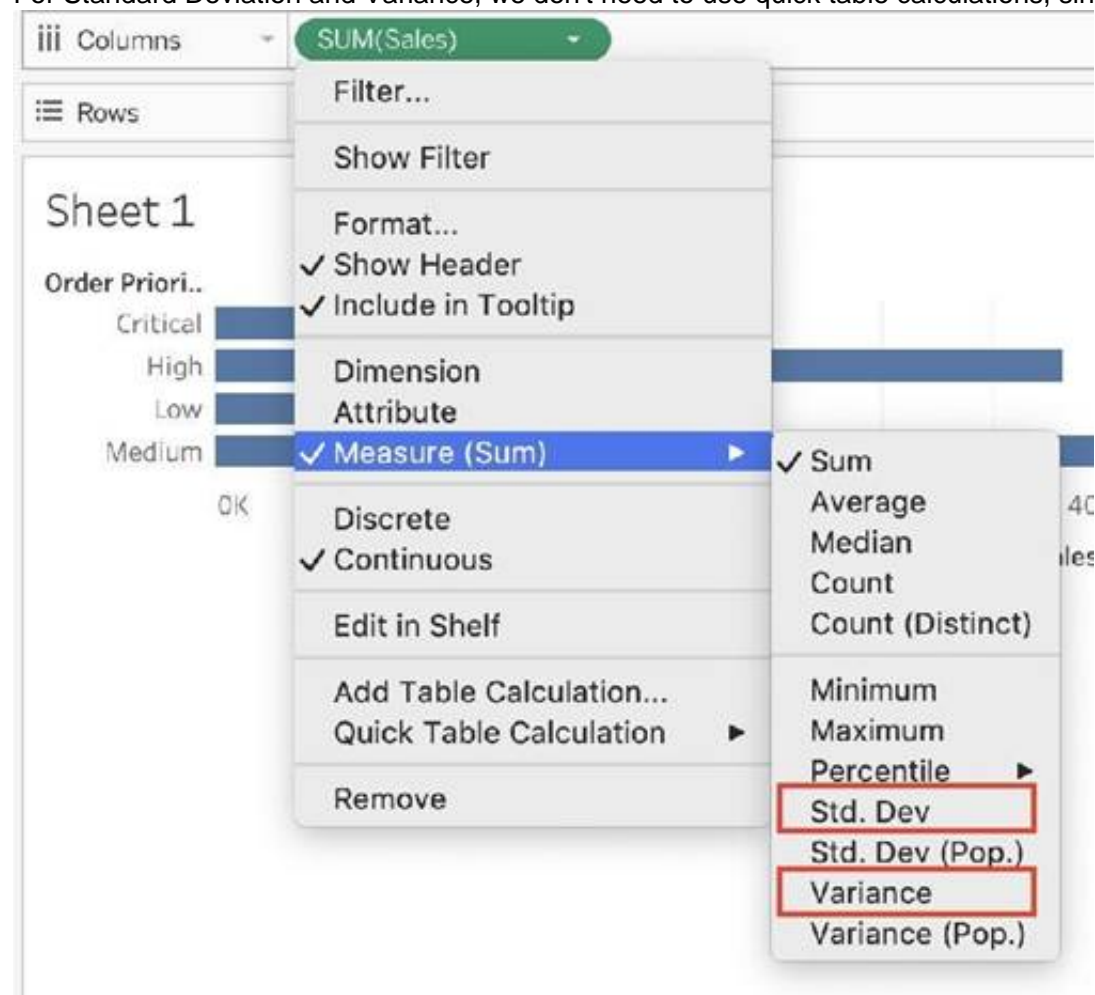 For Standard Deviation and Variance, we don't need to use quick table calculations, sin
Columns SUM(Sales)
Rows
Filter...
Show Filter
Sheet 1
Format...
✓ Show Header
✓ Include in Tooltip
Order Priori..
Critical
High
Low
Medium
0K
Dimension
Attribute
✓ Measure (Sum)
Discrete
✓ Continuous
Edit in Shelf
Add Table Calculation...
Quick Table Calculation
Remove
✓ Sum
Average
Median
Count
Count (Distinct)
Minimum
Maximum
Percentile
Std. Dev
Std. Dev (Pop.)
Variance
Variance (Pop.)
40
les